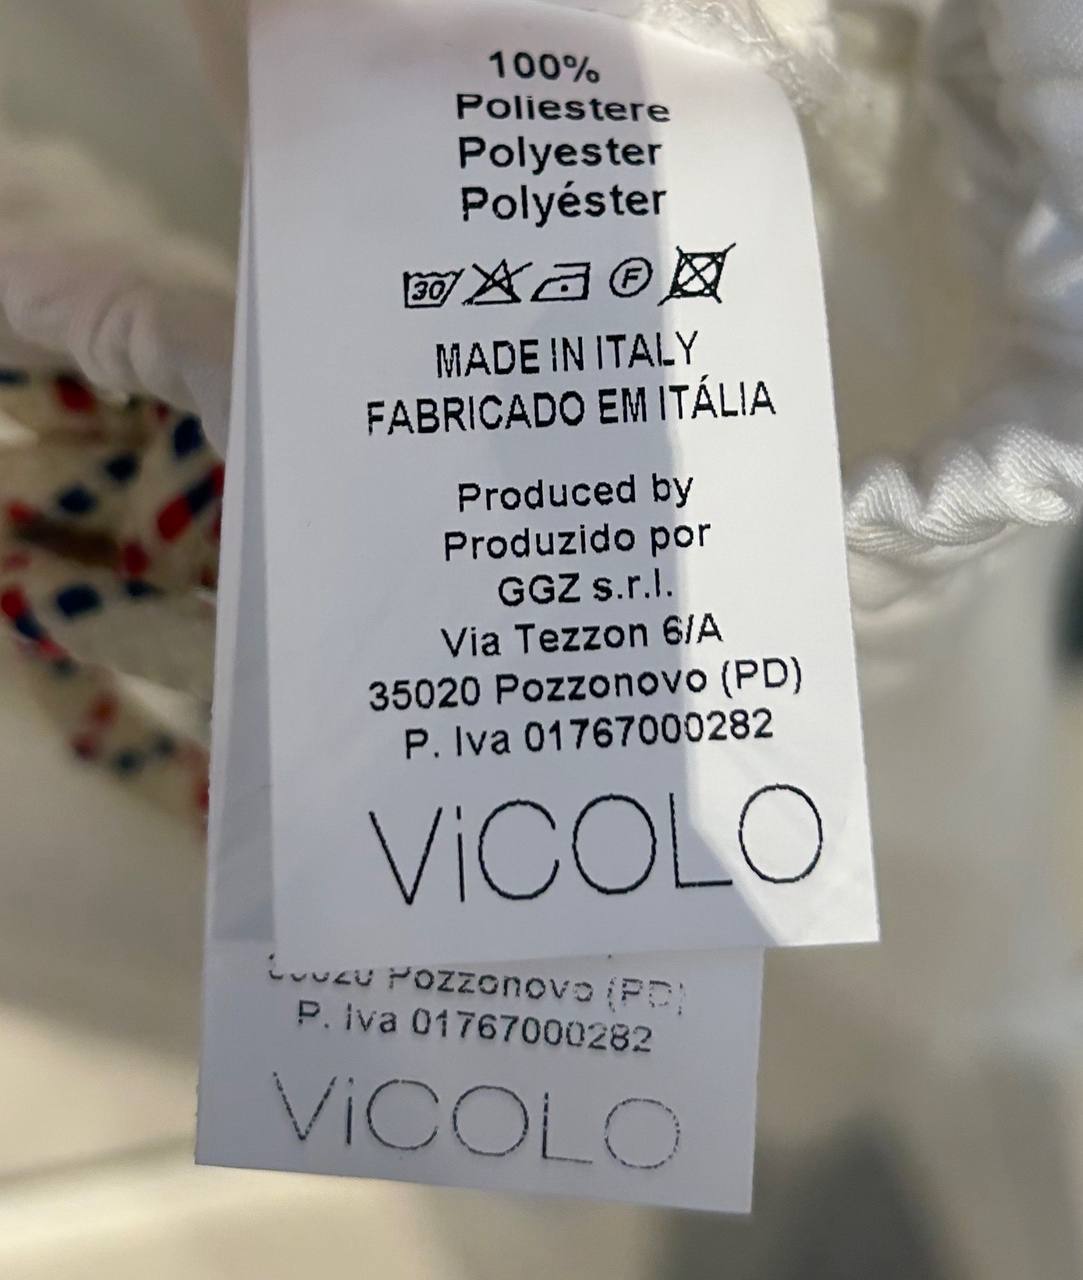 100%
Poliestere
Polyester
Polyéster
30 F
MADE IN ITALY
FABRICADO EM ITÁLIA
Produced by
Produzido por
GGZ s.r.l.
Via Tezzon 6/A
35020 Pozzonovo (PD)
P. Iva 01767000282
ViCOLO
Pozzonovo (PD)
P. Iva 01767000282
ViCOLO